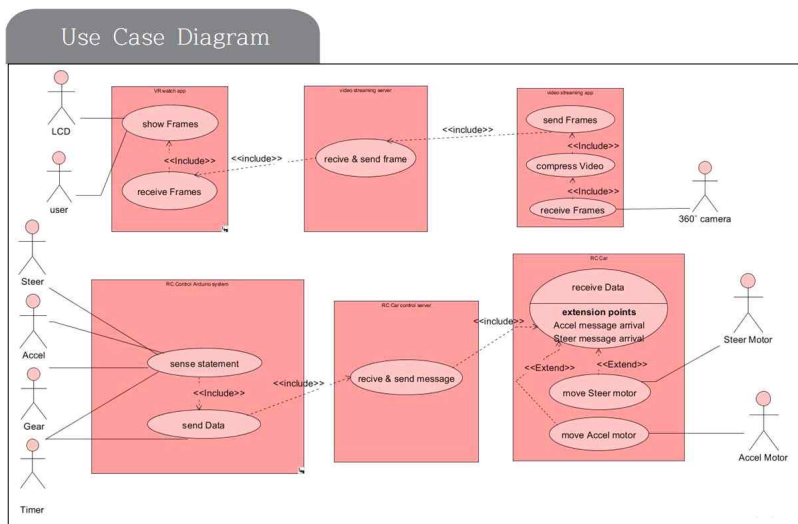 Use Case Diagram
VR watch app
video streaming server
video streaming app
LCD
show Frames
<<Include>>
receive Frames
user
<<include>>
recive & send frame
<<include>>
send Frames
<<Include>>
compress Video
<<Include>>
receive Frames
360˚ camera
Steer
Accel
Gear
Timer
RC Control Arduino system
sense statement
<<Include>>
send Data
<<include>>
RC Car control server
recive & send message
<<include>>
RC Car
receive Data
extension points
Accel message arrival
Steer message arrival
<<Extend>>
<<Extend>>
move Steer motor
move Accel motor
Steer Motor
Accel Motor